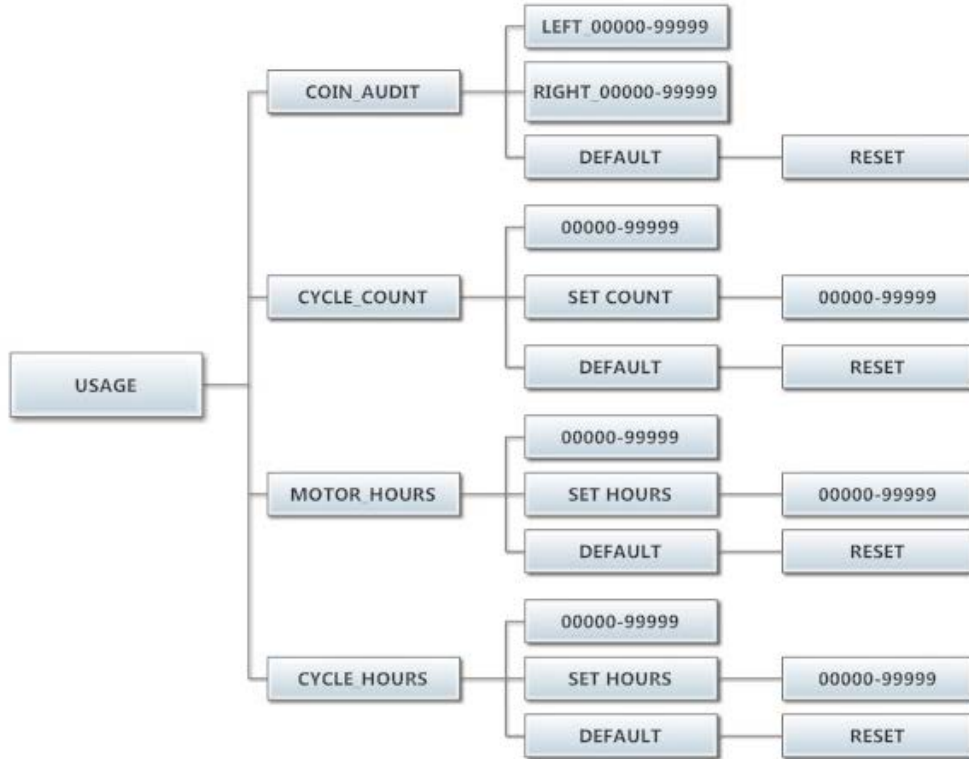 LEFT_00000-99999
COIN_AUDIT
RIGHT_00000-99999
DEFAULT
RESET
00000-99999
CYCLE_COUNT
SET COUNT
00000-99999
DEFAULT
RESET
USAGE
00000-99999
MOTOR_HOURS
SET HOURS
00000-99999
DEFAULT
RESET
00000-99999
CYCLE_HOURS
SET HOURS
00000-99999
DEFAULT
RESET